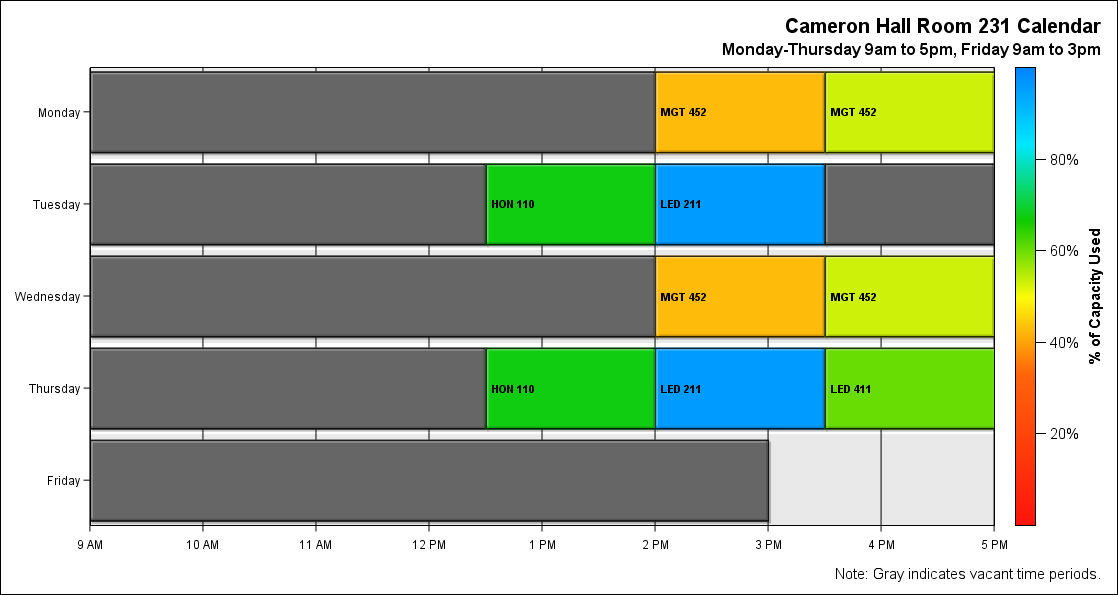 Cameron Hall Room 231 Calendar
Monday-Thursday 9am to 5pm, Friday 9am to 3pm
Monday
MGT 452
MGT 452
Tuesday
HON 110
LED 211
Wednesday
MGT 452
MGT 452
Thursday
HON 110
LED 211
LED 411
Friday
9 AM
10 AM
11 AM
12 PM
1 PM
2 PM
3 PM
4 PM
5 PM
80%
60%
40%
20%
% of Capacity Used
Note: Gray indicates vacant time periods.